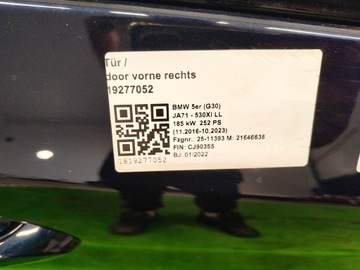 Tür /
door vorne rechts
19277052
BMW 5er (G30)
JA71 - 530XI LL
185 kW 252 PS
(11.2016-10.2023)
Fzgnr.: 25-11393 M: 21646638
FIN: CJ90355
BJ: 01/2022
1819277052